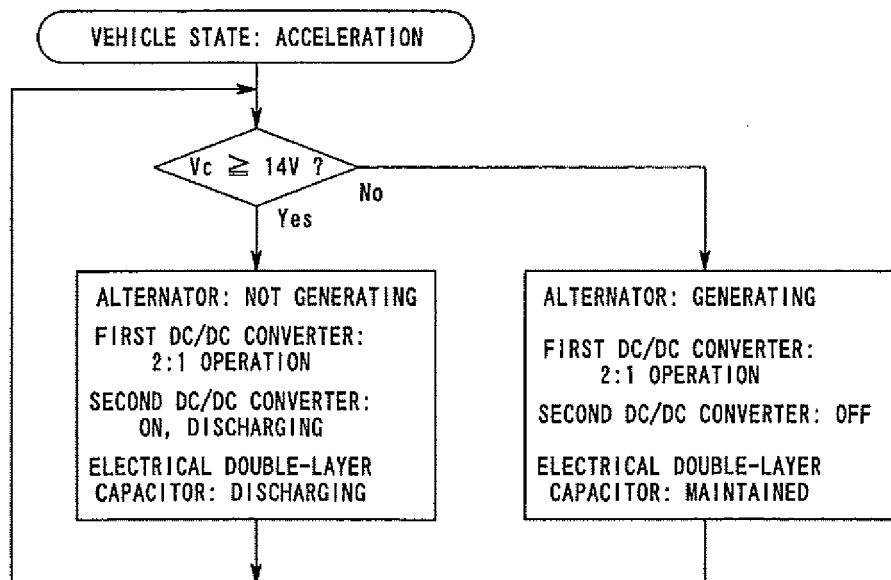 VEHICLE STATE: ACCELERATION
Vc ≧ 14V ?
No
Yes
ALTERNATOR: NOT GENERATING
FIRST DC/DC CONVERTER:
2:1 OPERATION
SECOND DC/DC CONVERTER:
ON, DISCHARGING
ELECTRICAL DOUBLE-LAYER
CAPACITOR: DISCHARGING
ALTERNATOR: GENERATING
FIRST DC/DC CONVERTER:
2:1 OPERATION
SECOND DC/DC CONVERTER: OFF
ELECTRICAL DOUBLE-LAYER
CAPACITOR: MAINTAINED